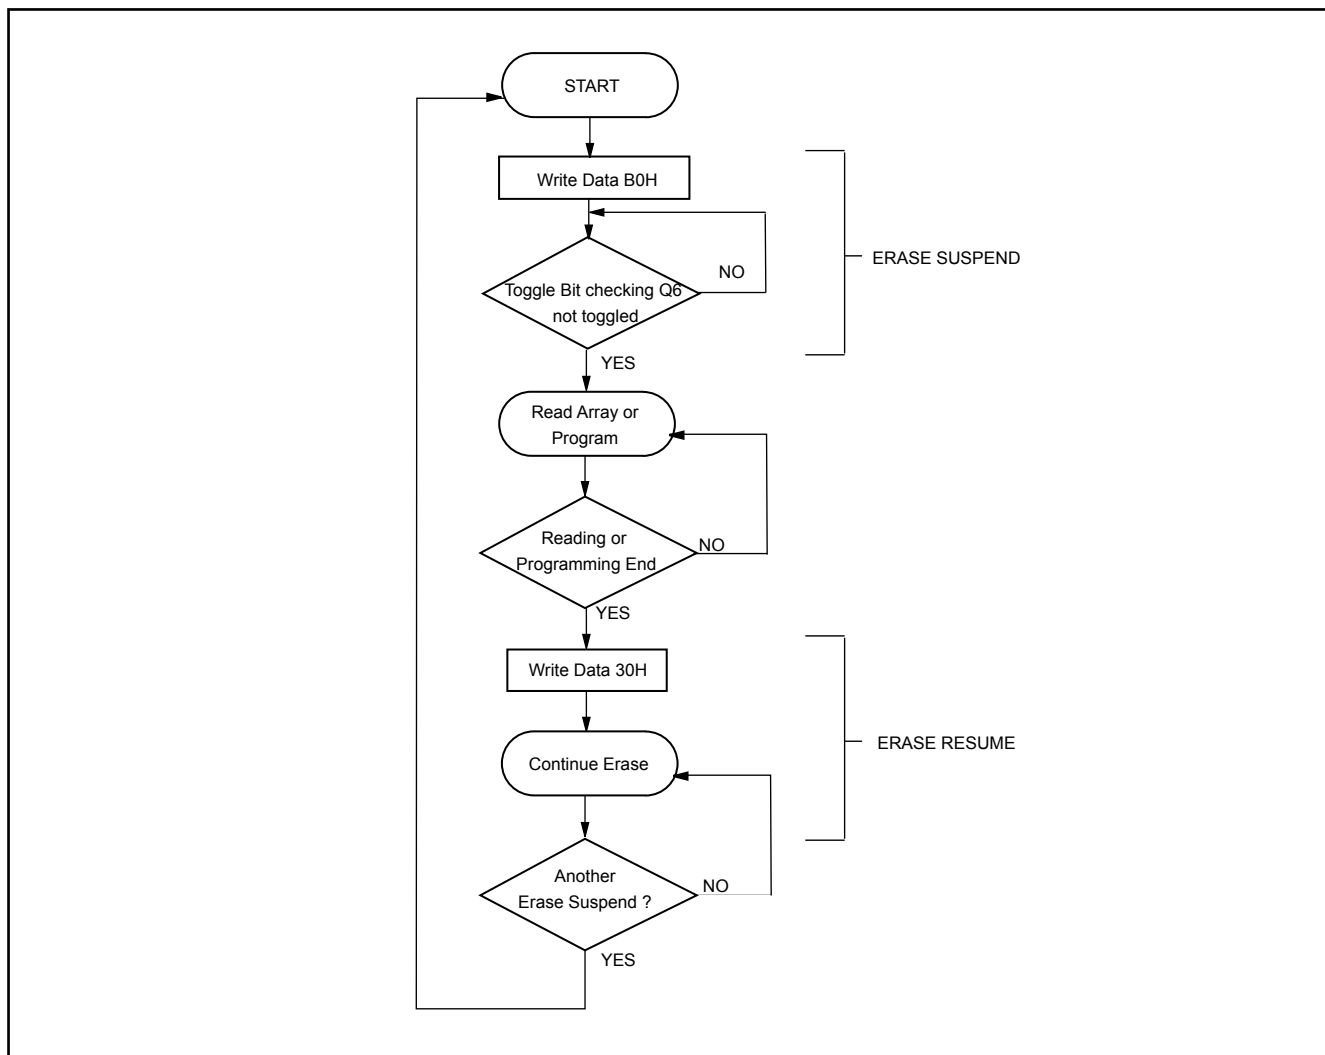 START
Write Data B0H
ERASE SUSPEND
NO
Toggle Bit checking Q6
not toggled
YES
Read Array or
Program
Reading or
Programming End
NO
YES
Write Data 30H
ERASE RESUME
Continue Erase
Another
Erase Suspend ?
NO
YES